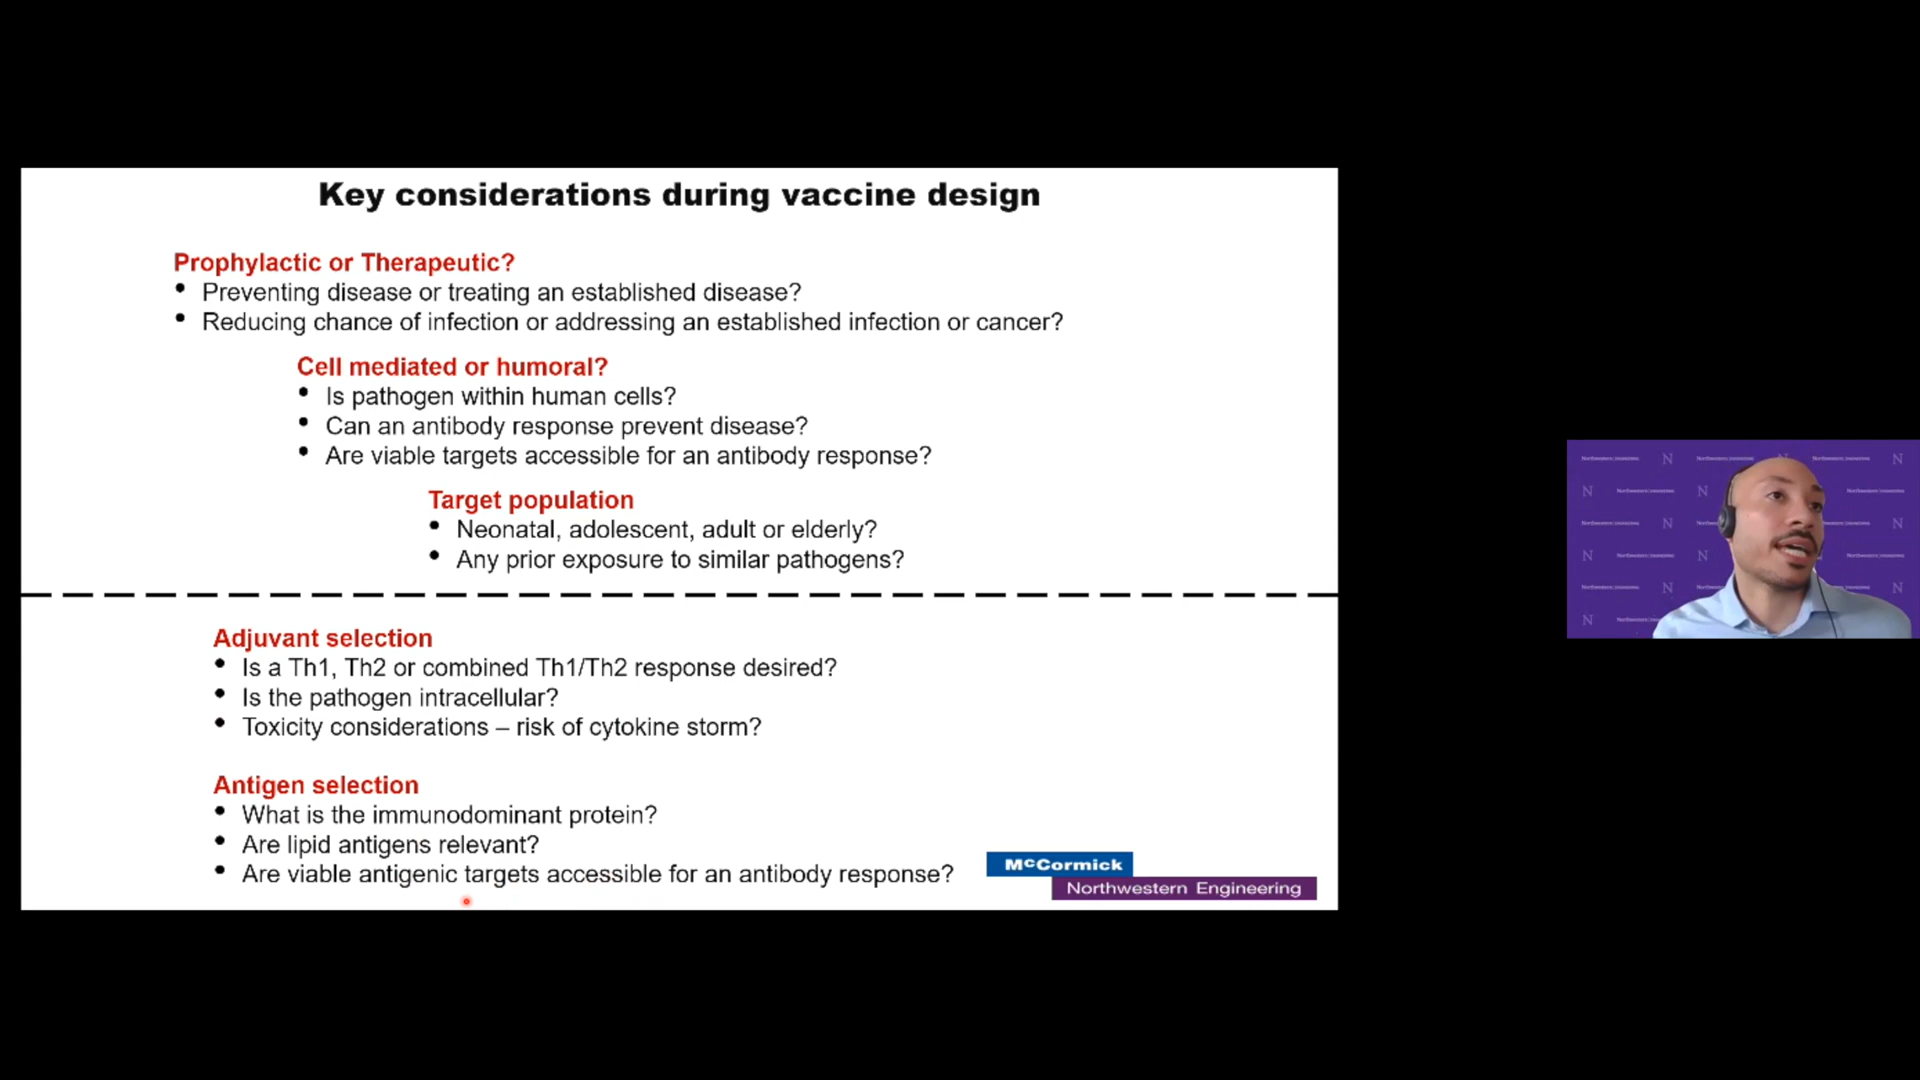 Key considerations during vaccine design
Prophylactic or Therapeutic?
• Preventing disease or treating an established disease?
• Reducing chance of infection or addressing an established infection or cancer?
Cell mediated or humoral?
• Is pathogen within human cells?
• Can an antibody response prevent disease?
• Are viable targets accessible for an antibody response?
Target population
• Neonatal, adolescent, adult or elderly?
• Any prior exposure to similar pathogens?
Adjuvant selection
• Is a Th1, Th2 or combined Th1/Th2 response desired?
• Is the pathogen intracellular?
• Toxicity considerations – risk of cytokine storm?
Antigen selection
• What is the immunodominant protein?
• Are lipid antigens relevant?
• Are viable antigenic targets accessible for an antibody response?
McCormick
Northwestern Engineering